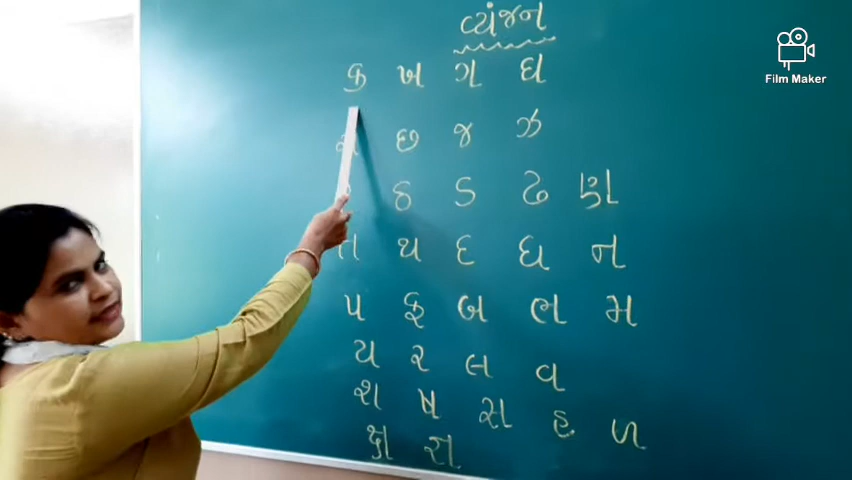 વ્યંજન
ક ખ ગ ઘ
છ જ ઝ
ઠ ડ ઢ ણ
ત થ દ ધ ન
પ ફ બ ભ મ
ય ર લ વ
શ ષ સ હ ળ
ક્ષ જ્ઞ
Film Maker